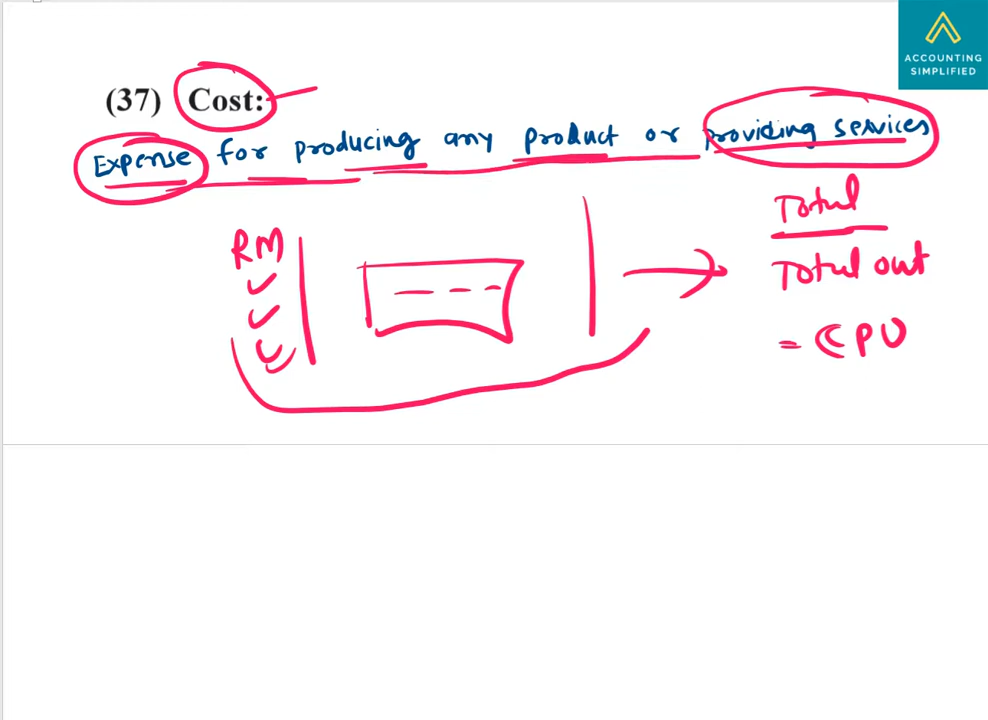 ACCOUNTING
SIMPLIFIED
(37) Cost:
Expense for producing any product or providing services
RM
Total
Total out
= CPU